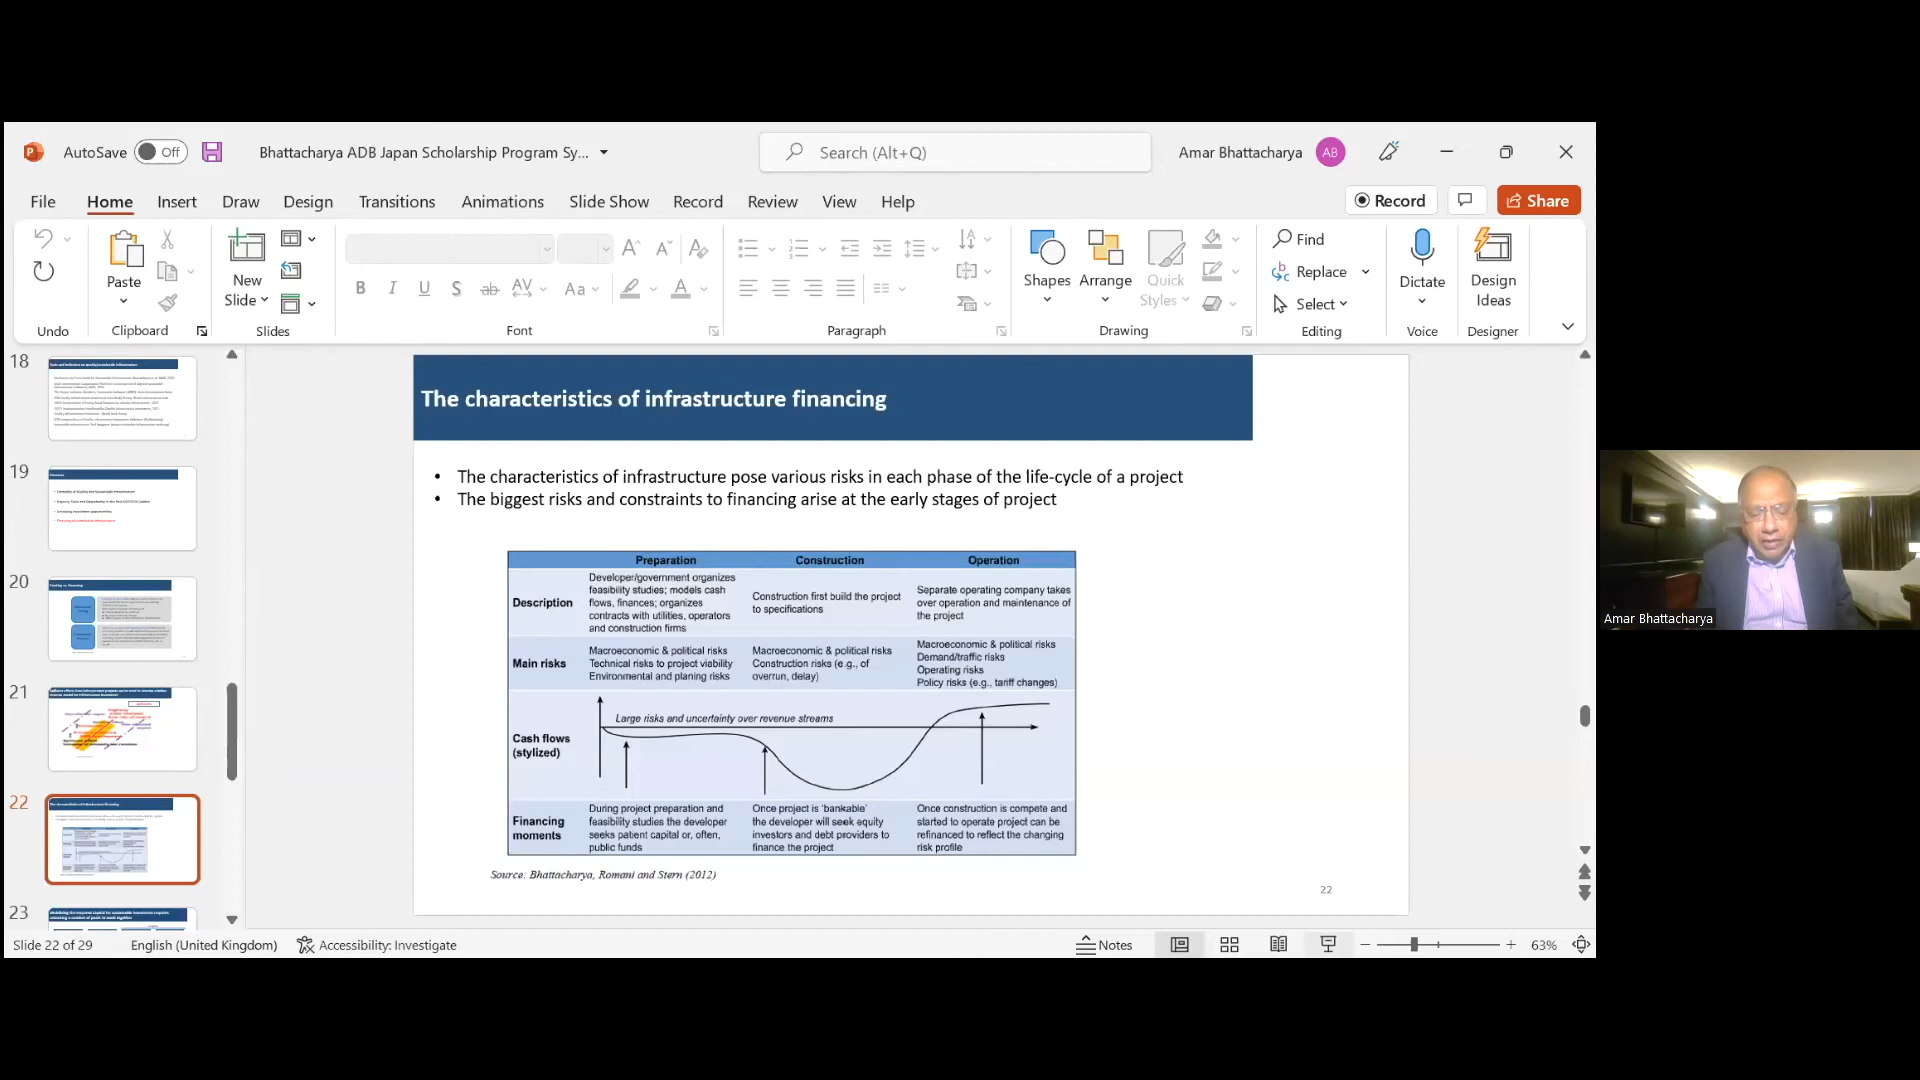 AutoSave Off Bhattacharya ADB Japan Scholarship Program Sy... Search (Alt+Q) Amar Bhattacharya AB
File Home Insert Draw Design Transitions Animations Slide Show Record Review View Help Record Share
Paste
New
Slide
B I U S ab AV Aa A
Shapes Arrange Quick
Styles
Find
Replace
Select
Dictate
Design
Ideas
Undo Clipboard Slides Font Paragraph Drawing Editing Voice Designer
18
19
20
21
22
23
The characteristics of infrastructure financing
• The characteristics of infrastructure pose various risks in each phase of the life-cycle of a project
• The biggest risks and constraints to financing arise at the early stages of project
Preparation Construction Operation
Description
Developer/government organizes
feasibility studies; models cash
flows, finances; organizes
contracts with utilities, operators
and construction firms
Construction first build the project
to specifications
Separate operating company takes
over operation and maintenance of
the project
Main risks
Macroeconomic & political risks
Technical risks to project viability
Environmental and planing risks
Macroeconomic & political risks
Construction risks (e.g., of
overrun, delay)
Macroeconomic & political risks
Demand/traffic risks
Operating risks
Policy risks (e.g., tariff changes)
Cash flows
(stylized)
Large risks and uncertainty over revenue streams
Financing
moments
During project preparation and
feasibility studies the developer
seeks patient capital or, often,
public funds
Once project is 'bankable'
the developer will seek equity
investors and debt providers to
finance the project
Once construction is compete and
started to operate project can be
refinanced to reflect the changing
risk profile
Source: Bhattacharya, Romani and Stern (2012)
22
Amar Bhattacharya
Slide 22 of 29 English (United Kingdom) Accessibility: Investigate Notes 63%